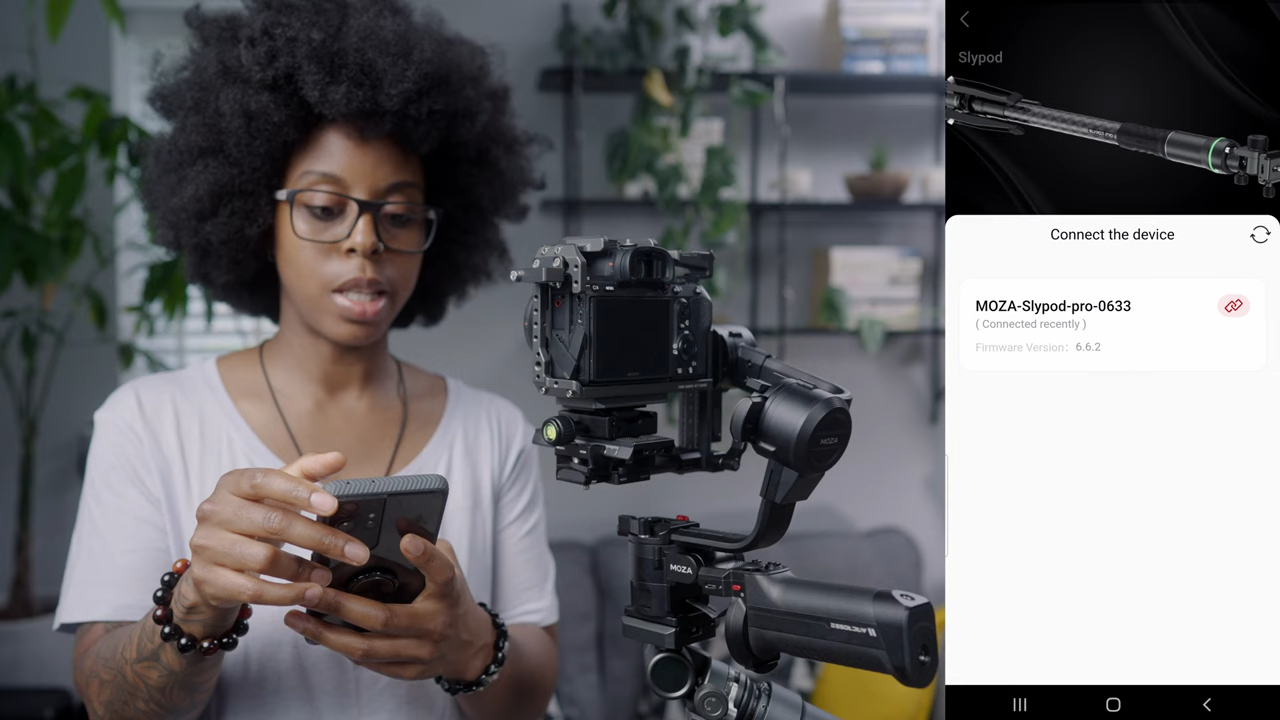 Slypod
Connect the device
MOZA-Slypod-pro-0633
( Connected recently )
Firmware Version: 6.6.2
MOZA
MOZA